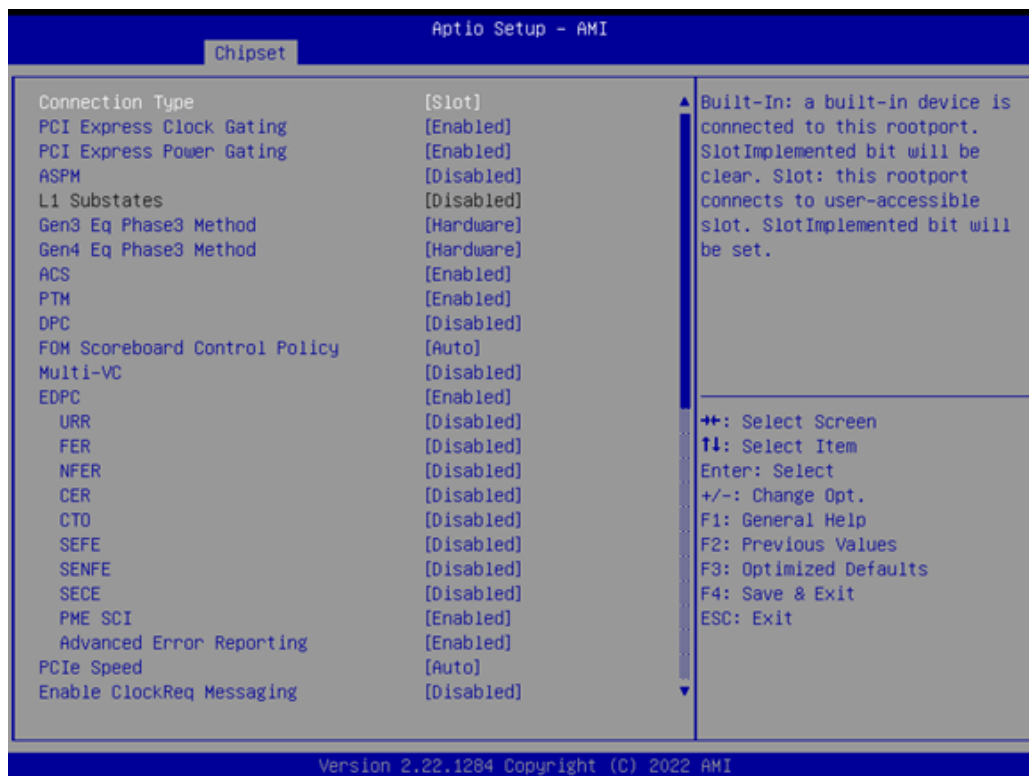 Aptio Setup – AMI
Chipset
Connection Type [Slot]
PCI Express Clock Gating [Enabled]
PCI Express Power Gating [Enabled]
ASPM [Disabled]
L1 Substates [Disabled]
Gen3 Eq Phase3 Method [Hardware]
Gen4 Eq Phase3 Method [Hardware]
ACS [Enabled]
PTM [Enabled]
DPC [Disabled]
FOM Scoreboard Control Policy [Auto]
Multi-VC [Disabled]
EDPC [Enabled]
URR [Disabled]
FER [Disabled]
NFER [Disabled]
CER [Disabled]
CTO [Disabled]
SEFE [Disabled]
SENFE [Disabled]
SECE [Disabled]
PME SCI [Enabled]
Advanced Error Reporting [Enabled]
PCIe Speed [Auto]
Enable ClockReq Messaging [Disabled]
Built-In: a built-in device is
connected to this rootport.
SlotImplemented bit will be
clear. Slot: this rootport
connects to user-accessible
slot. SlotImplemented bit will
be set.
→←: Select Screen
↑↓: Select Item
Enter: Select
+/-: Change Opt.
F1: General Help
F2: Previous Values
F3: Optimized Defaults
F4: Save & Exit
ESC: Exit
Version 2.22.1284 Copyright (C) 2022 AMI